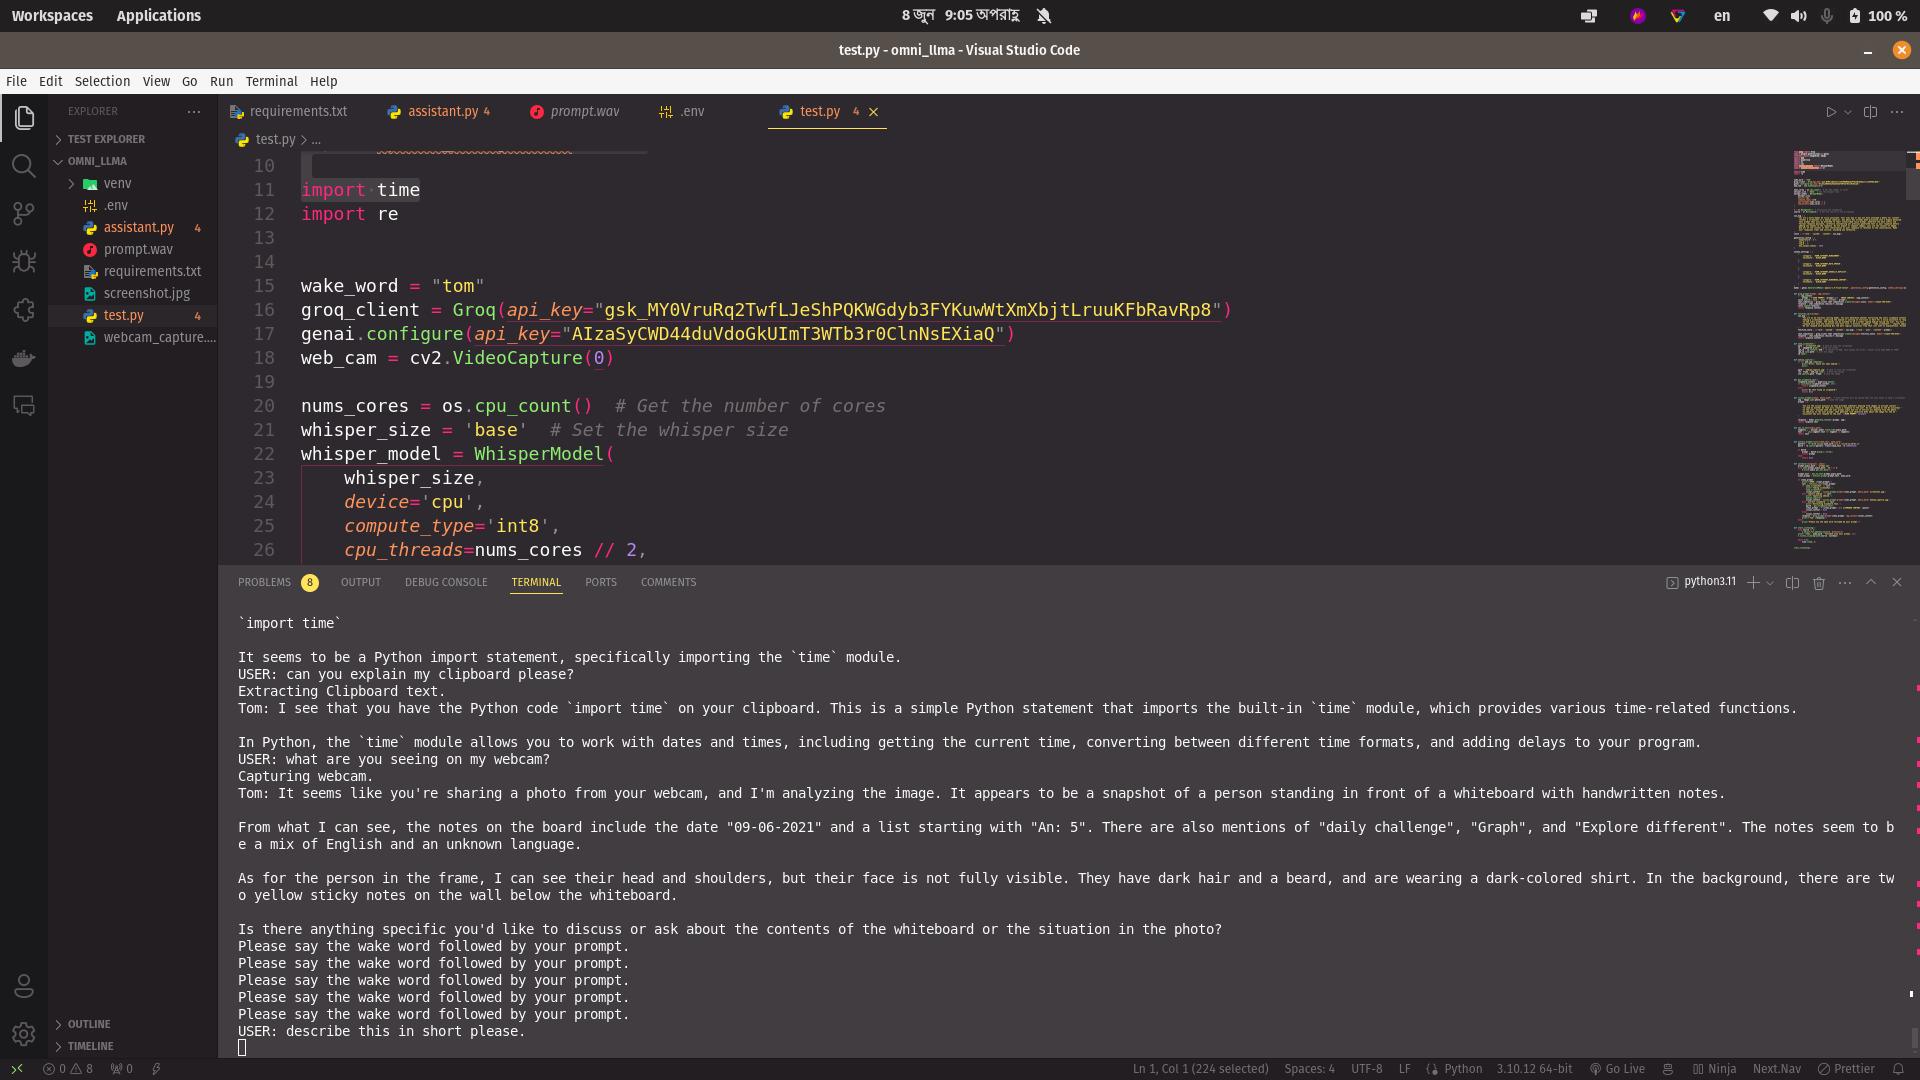 Workspaces Applications 8 জুন 9:05 অপরাহ্ণ en 100 %
test.py - omni_llma - Visual Studio Code
File Edit Selection View Go Run Terminal Help
EXPLORER
TEST EXPLORER
OMNI_LLMA
venv
.env
assistant.py 4
prompt.wav
requirements.txt
screenshot.jpg
test.py 4
webcam_capture....
OUTLINE
TIMELINE
requirements.txt assistant.py 4 prompt.wav .env test.py 4
test.py > ...
10
11 import time
12 import re
13
14
15 wake_word = "tom"
16 groq_client = Groq(api_key="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")
17 genai.configure(api_key="AIzaSyCWD44duVdoGkUImT3WTb3r0ClnNsEXiaQ")
18 web_cam = cv2.VideoCapture(0)
19
20 nums_cores = os.cpu_count()  # Get the number of cores
21 whisper_size = 'base'  # Set the whisper size
22 whisper_model = WhisperModel(
23     whisper_size,
24     device='cpu',
25     compute_type='int8',
26     cpu_threads=nums_cores // 2,
PROBLEMS 8 OUTPUT DEBUG CONSOLE TERMINAL PORTS COMMENTS python3.11
`import time`
It seems to be a Python import statement, specifically importing the `time` module.
USER: can you explain my clipboard please?
Extracting Clipboard text.
Tom: I see that you have the Python code `import time` on your clipboard. This is a simple Python statement that imports the built-in `time` module, which provides various time-related functions.
In Python, the `time` module allows you to work with dates and times, including getting the current time, converting between different time formats, and adding delays to your program.
USER: what are you seeing on my webcam?
Capturing webcam.
Tom: It seems like you're sharing a photo from your webcam, and I'm analyzing the image. It appears to be a snapshot of a person standing in front of a whiteboard with handwritten notes.
From what I can see, the notes on the board include the date "09-06-2021" and a list starting with "An: 5". There are also mentions of "daily challenge", "Graph", and "Explore different". The notes seem to b
e a mix of English and an unknown language.
As for the person in the frame, I can see their head and shoulders, but their face is not fully visible. They have dark hair and a beard, and are wearing a dark-colored shirt. In the background, there are tw
o yellow sticky notes on the wall below the whiteboard.
Is there anything specific you'd like to discuss or ask about the contents of the whiteboard or the situation in the photo?
Please say the wake word followed by your prompt.
Please say the wake word followed by your prompt.
Please say the wake word followed by your prompt.
Please say the wake word followed by your prompt.
Please say the wake word followed by your prompt.
USER: describe this in short please.
0 8 0 Ln 1, Col 1 (224 selected) Spaces: 4 UTF-8 LF Python 3.10.12 64-bit Go Live Ninja Next.Nav Prettier